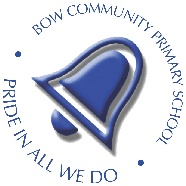 BOW COMMUNITY PRIMARY SCHOOL
PRIDE IN ALL WE DO